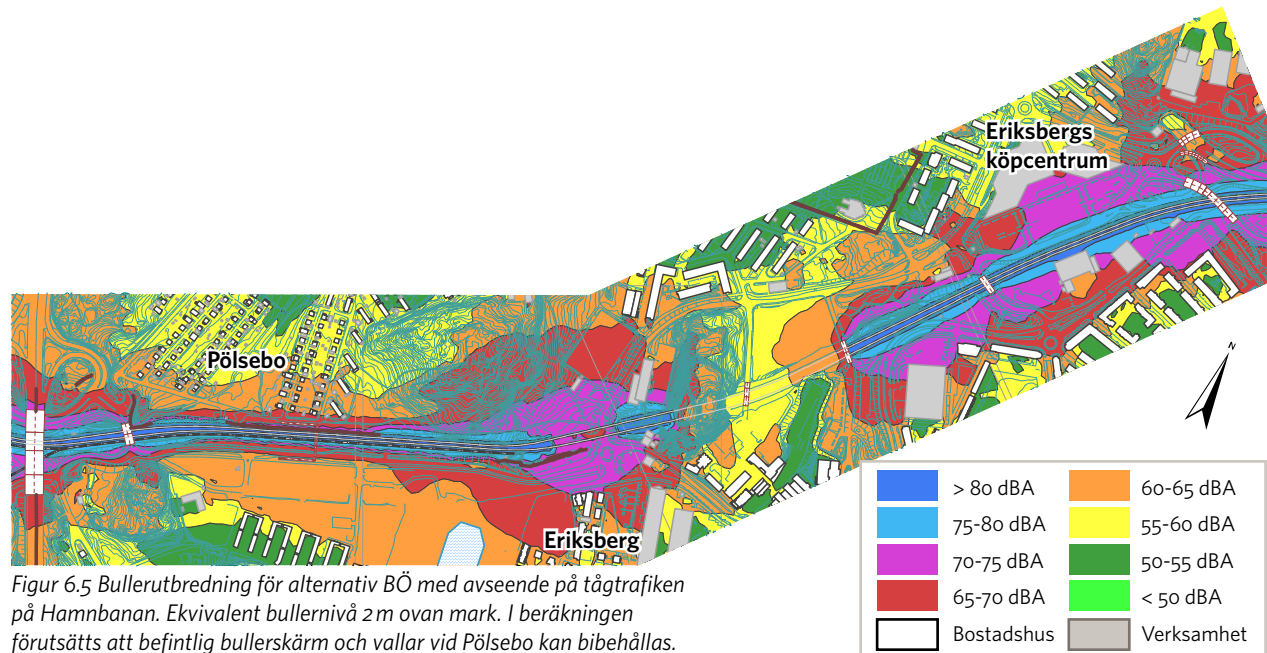 Eriksbergs
köpcentrum
N
Pölsebo
Eriksberg
Figur 6.5 Bullerutbredning för alternativ BÖ med avseende på tågtrafiken
på Hamnbanan. Ekvivalent bullernivå 2 m ovan mark. I beräkningen
förutsätts att befintlig bullerskärm och vallar vid Pölsebo kan bibehållas.
> 80 dBA
75-80 dBA
70-75 dBA
65-70 dBA
Bostadshus
60-65 dBA
55-60 dBA
50-55 dBA
< 50 dBA
Verksamhet